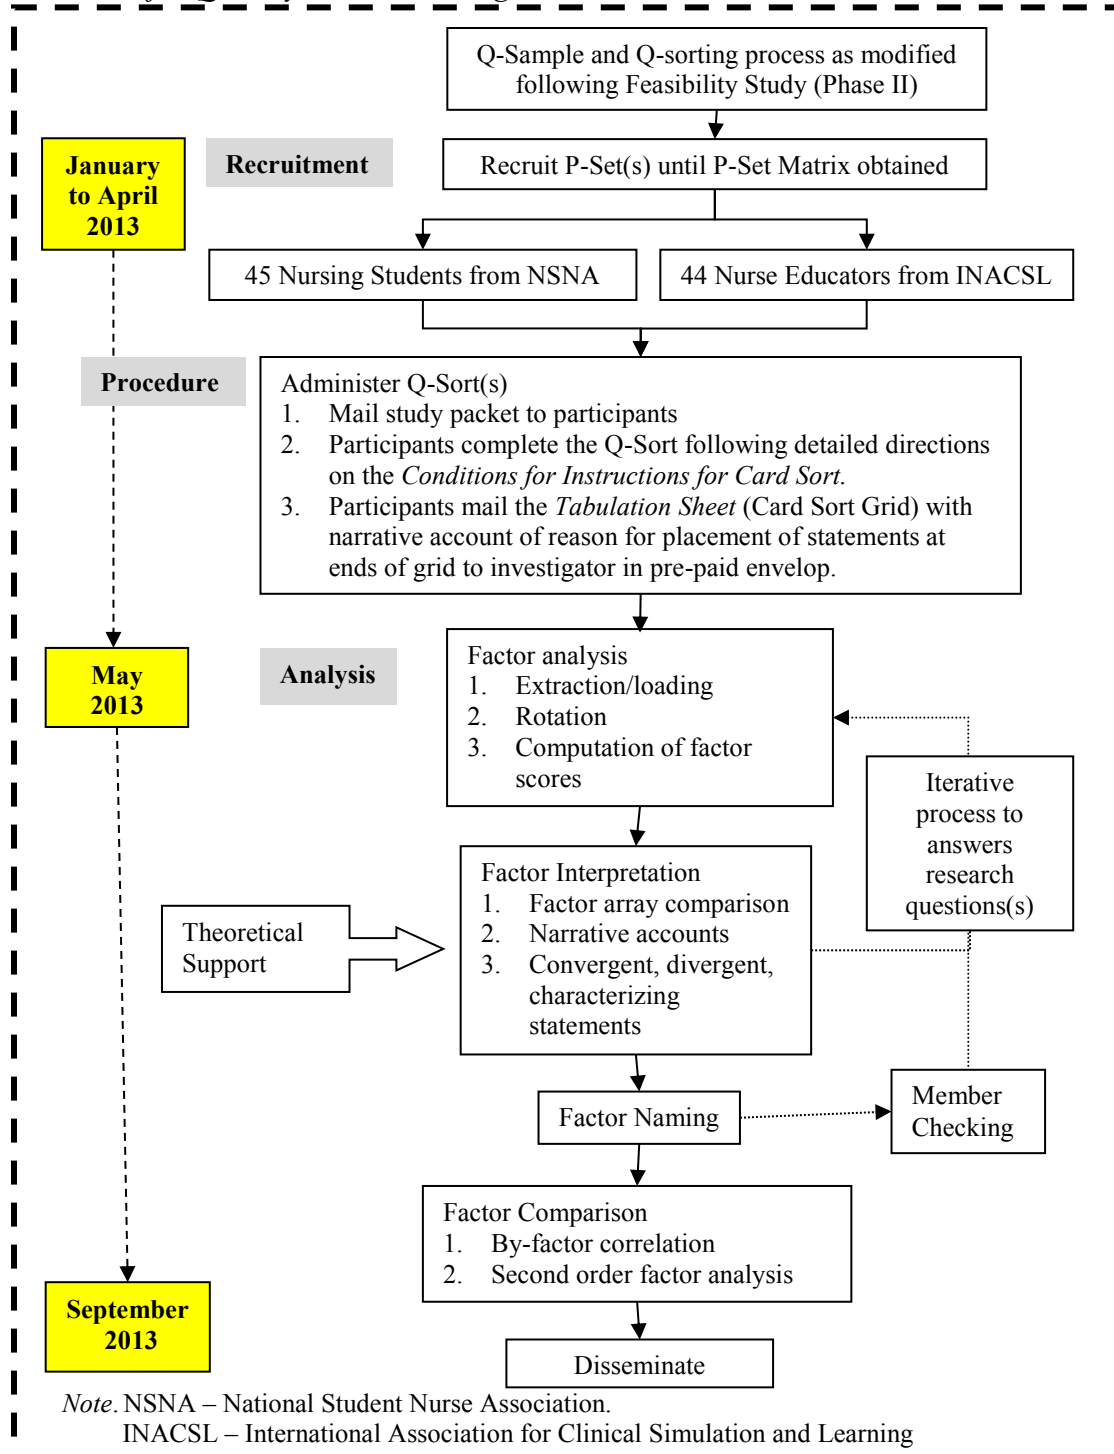 Q-Sample and Q-sorting process as modified
following Feasibility Study (Phase II)
January
to April
2013
Recruitment
Recruit P-Set(s) until P-Set Matrix obtained
45 Nursing Students from NSNA
44 Nurse Educators from INACSL
Procedure
Administer Q-Sort(s)
1. Mail study packet to participants
2. Participants complete the Q-Sort following detailed directions
on the Conditions for Instructions for Card Sort.
3. Participants mail the Tabulation Sheet (Card Sort Grid) with
narrative account of reason for placement of statements at
ends of grid to investigator in pre-paid envelop.
May
2013
Analysis
Factor analysis
1. Extraction/loading
2. Rotation
3. Computation of factor
scores
Iterative
process to
answers
research
questions(s)
Theoretical
Support
Factor Interpretation
1. Factor array comparison
2. Narrative accounts
3. Convergent, divergent,
characterizing
statements
Factor Naming
Member
Checking
Factor Comparison
1. By-factor correlation
2. Second order factor analysis
September
2013
Disseminate
Note. NSNA – National Student Nurse Association.
INACSL – International Association for Clinical Simulation and Learning